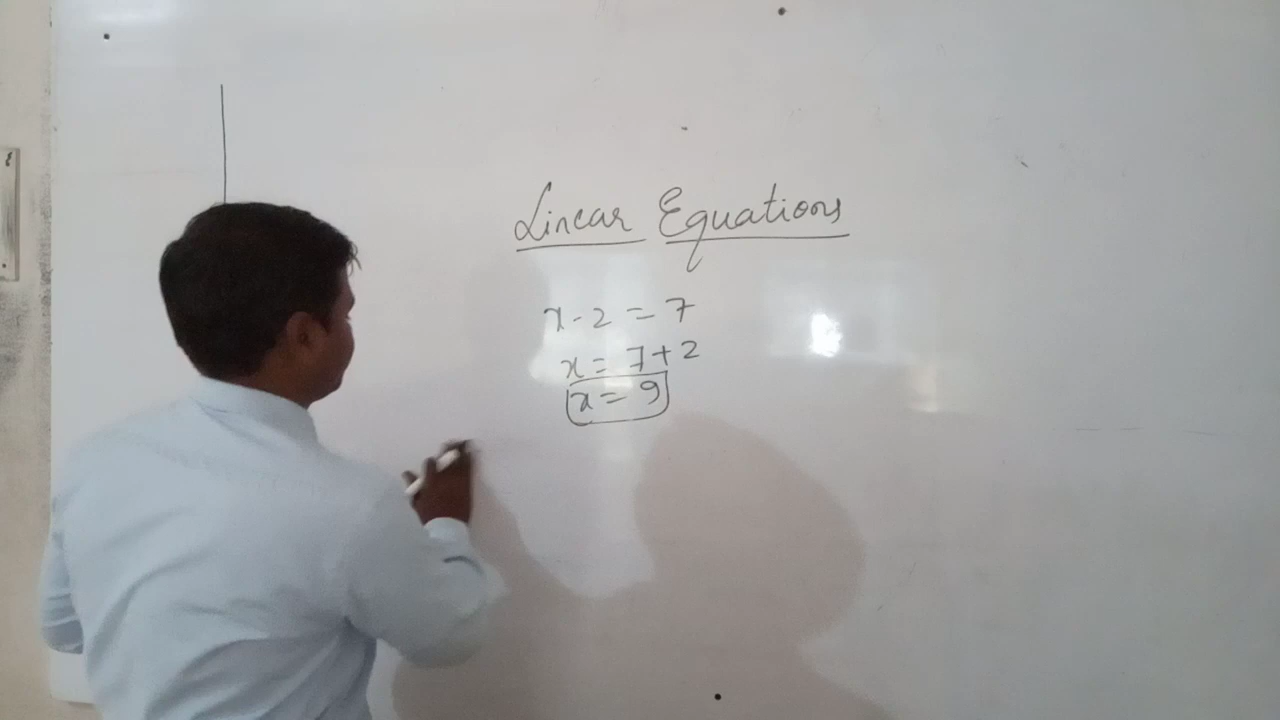 Linear Equations
x - 2 = 7
x = 7 + 2
x = 9